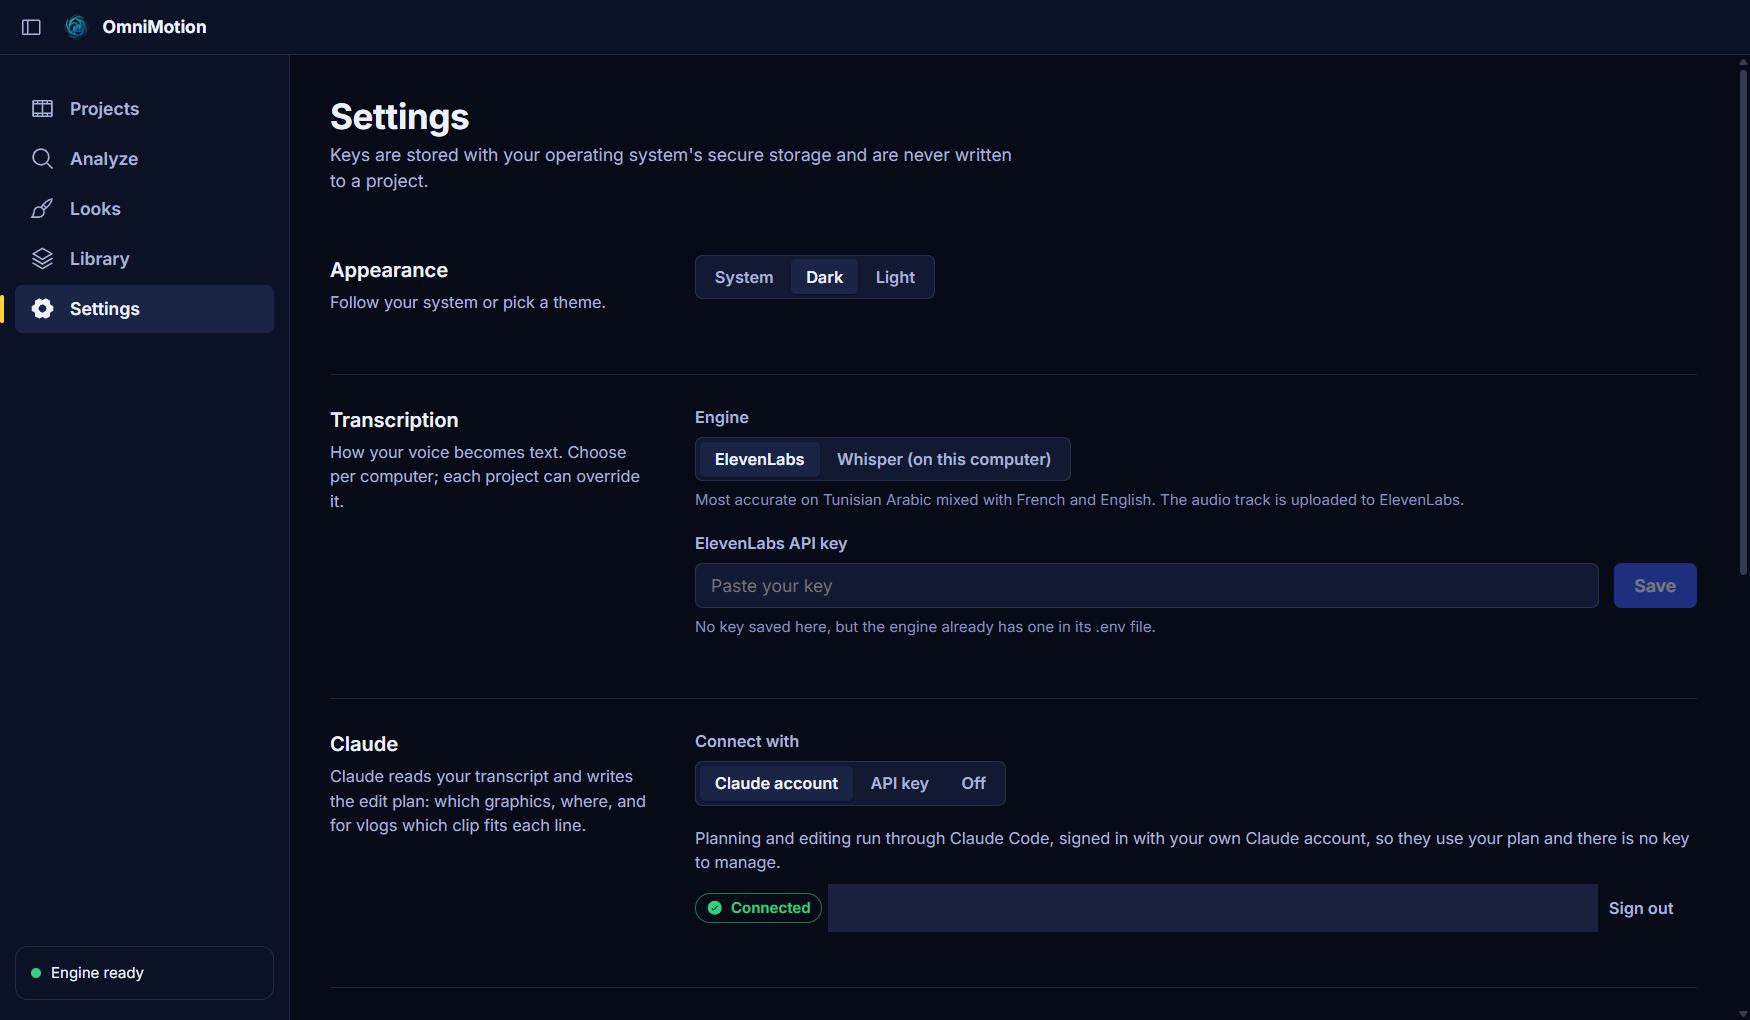 OmniMotion
Projects
Analyze
Looks
Library
Settings
Engine ready
Settings
Keys are stored with your operating system's secure storage and are never written
to a project.
Appearance
Follow your system or pick a theme.
System Dark Light
Transcription
How your voice becomes text. Choose
per computer; each project can override
it.
Engine
ElevenLabs Whisper (on this computer)
Most accurate on Tunisian Arabic mixed with French and English. The audio track is uploaded to ElevenLabs.
ElevenLabs API key
Paste your key Save
No key saved here, but the engine already has one in its .env file.
Claude
Claude reads your transcript and writes
the edit plan: which graphics, where, and
for vlogs which clip fits each line.
Connect with
Claude account API key Off
Planning and editing run through Claude Code, signed in with your own Claude account, so they use your plan and there is no key
to manage.
Connected Sign out